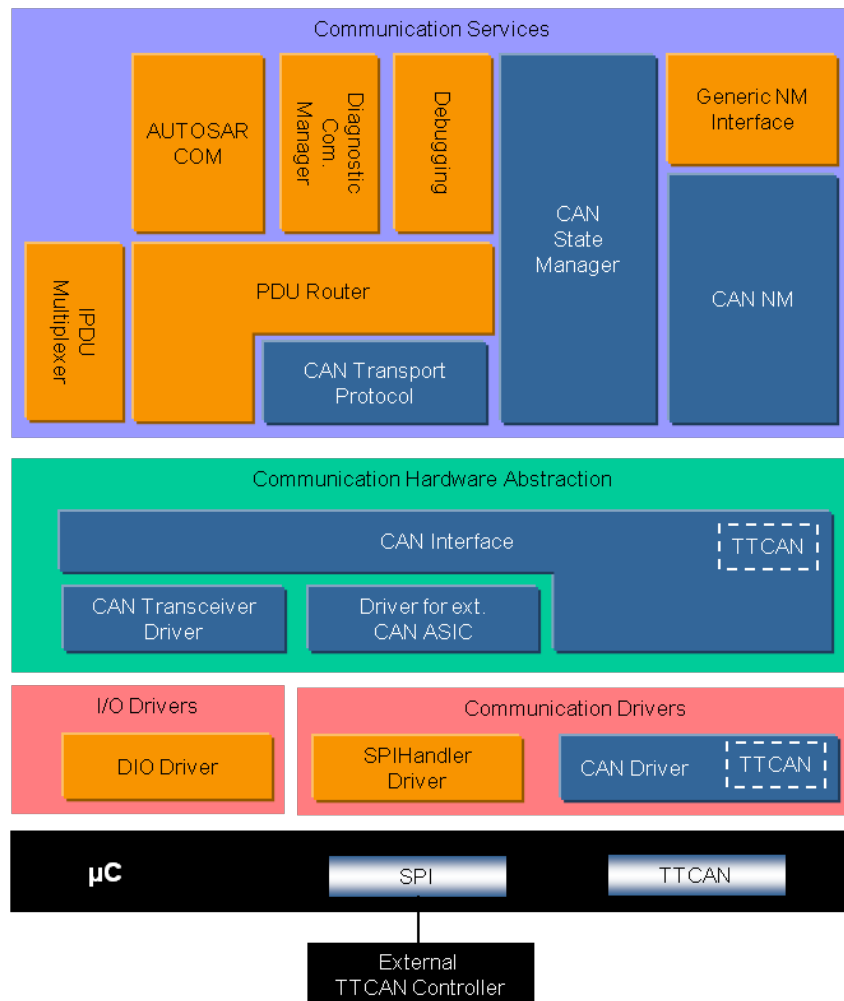 Communication Services
AUTOSAR
COM
Diagnostic
Com.
Manager
Debugging
CAN
State
Manager
Generic NM
Interface
CAN NM
IPDU
Multiplexer
PDU Router
CAN Transport
Protocol
Communication Hardware Abstraction
CAN Interface
TTCAN
CAN Transceiver
Driver
Driver for ext.
CAN ASIC
I/O Drivers
DIO Driver
Communication Drivers
SPIHandler
Driver
CAN Driver
TTCAN
µC
SPI
TTCAN
External
TTCAN Controller